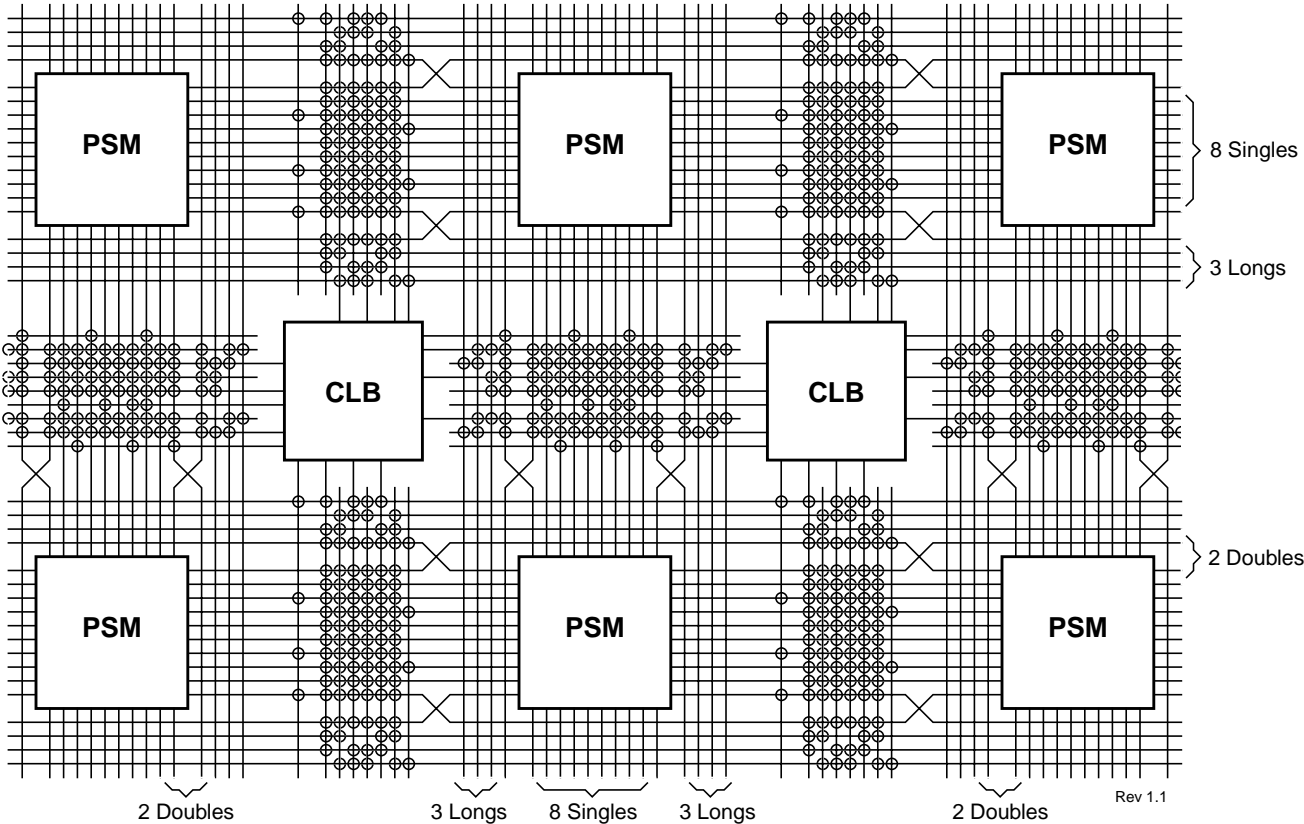 PSM
PSM
PSM
8 Singles
3 Longs
CLB
CLB
2 Doubles
PSM
PSM
PSM
2 Doubles
3 Longs
8 Singles
3 Longs
2 Doubles
Rev 1.1